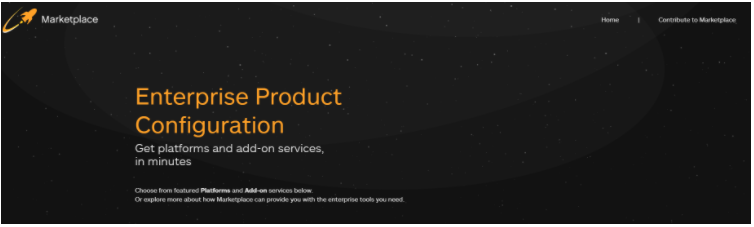 Marketplace
Home | Contribute to Marketplace
Enterprise Product
Configuration
Get platforms and add-on services,
in minutes
Choose from featured Platforms and Add-on services below.
Or explore more about how Marketplace can provide you with the enterprise tools you need.